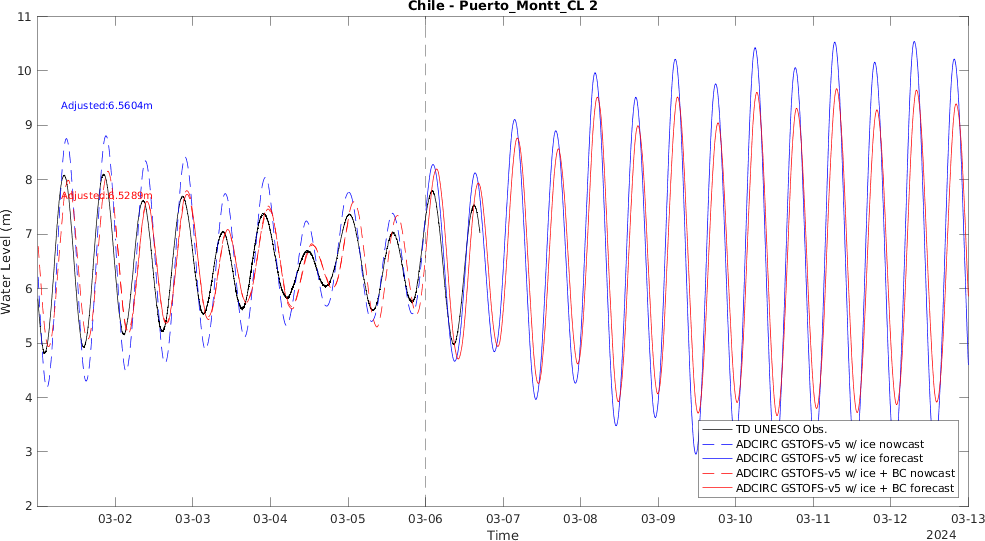 Chile - Puerto_Montt_CL 2
11
10
9
8
7
6
5
4
3
2
Water Level (m)
Adjusted:6.5604m
Adjusted:6.5289m
TD UNESCO Obs.
ADCIRC GSTOFS-v5 w/ ice nowcast
ADCIRC GSTOFS-v5 w/ ice forecast
ADCIRC GSTOFS-v5 w/ ice + BC nowcast
ADCIRC GSTOFS-v5 w/ ice + BC forecast
03-02 03-03 03-04 03-05 03-06 03-07 03-08 03-09 03-10 03-11 03-12 03-13
Time
2024